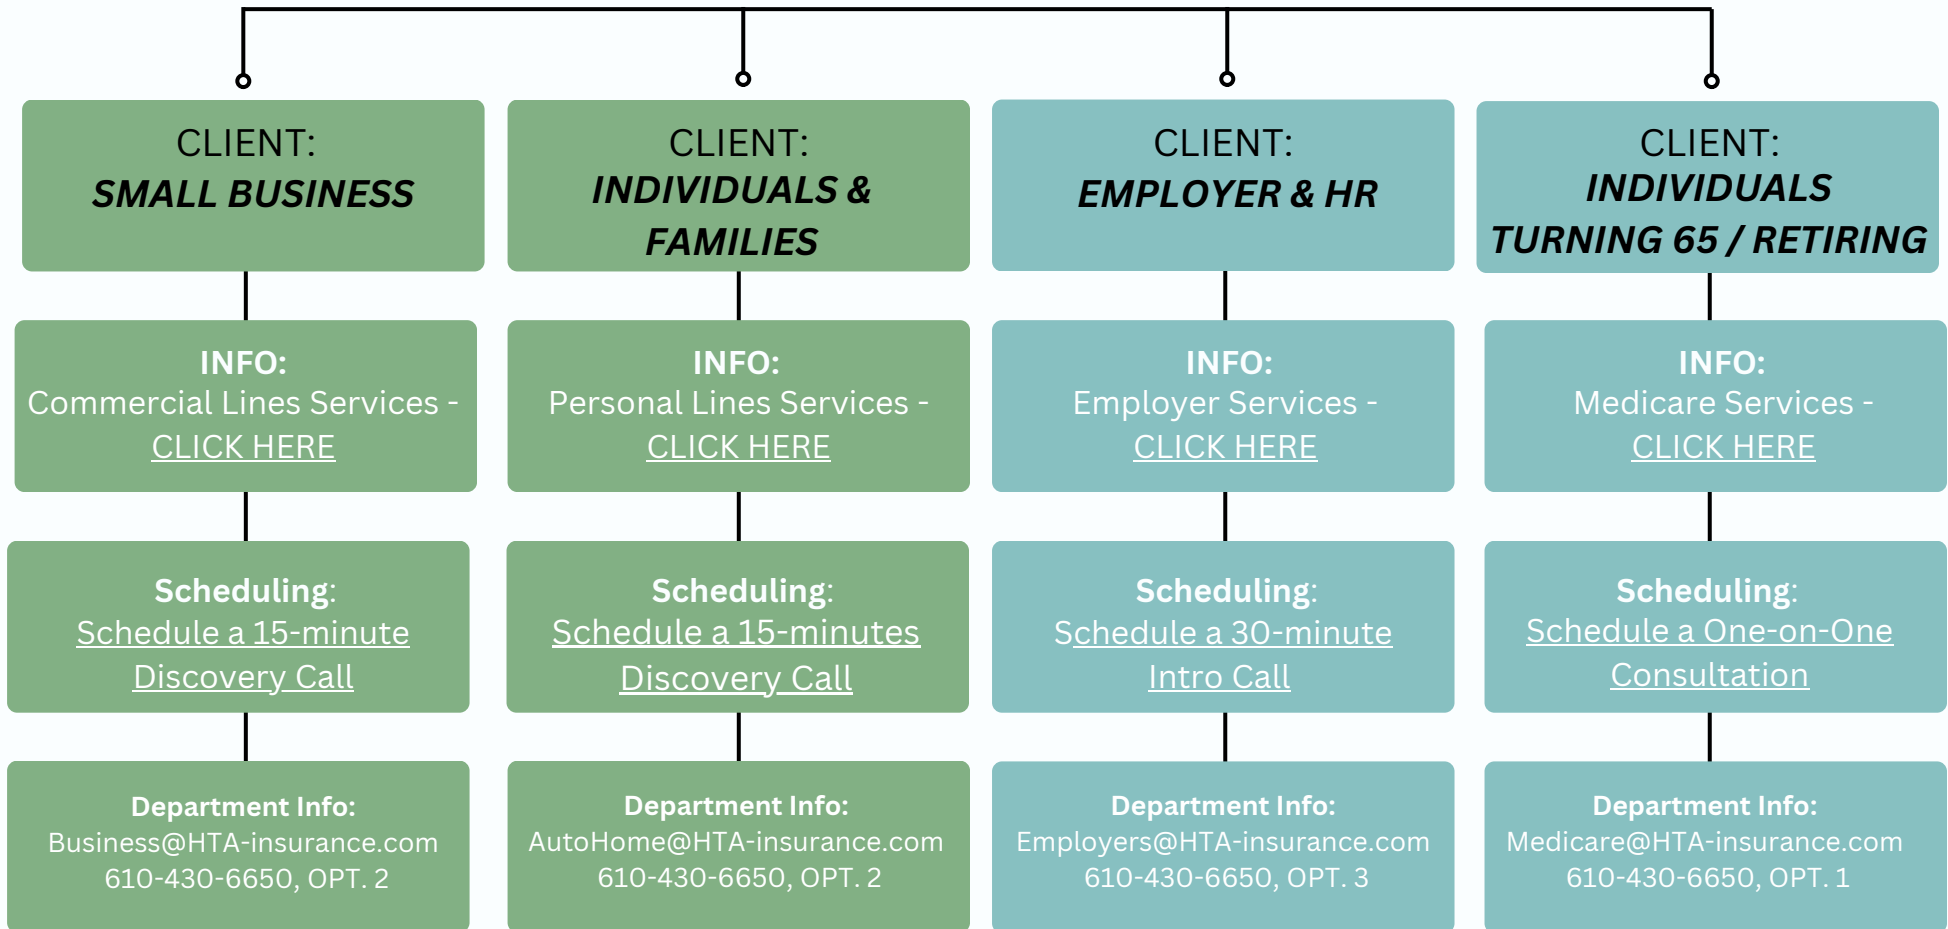 CLIENT:
SMALL BUSINESS
INFO:
Commercial Lines Services -
CLICK HERE
Scheduling:
Schedule a 15-minute
Discovery Call
Department Info:
Business@HTA-insurance.com
610-430-6650, OPT. 2
CLIENT:
INDIVIDUALS &
FAMILIES
INFO:
Personal Lines Services -
CLICK HERE
Scheduling:
Schedule a 15-minutes
Discovery Call
Department Info:
AutoHome@HTA-insurance.com
610-430-6650, OPT. 2
CLIENT:
EMPLOYER & HR
INFO:
Employer Services -
CLICK HERE
Scheduling:
Schedule a 30-minute
Intro Call
Department Info:
Employers@HTA-insurance.com
610-430-6650, OPT. 3
CLIENT:
INDIVIDUALS
TURNING 65 / RETIRING
INFO:
Medicare Services -
CLICK HERE
Scheduling:
Schedule a One-on-One
Consultation
Department Info:
Medicare@HTA-insurance.com
610-430-6650, OPT. 1